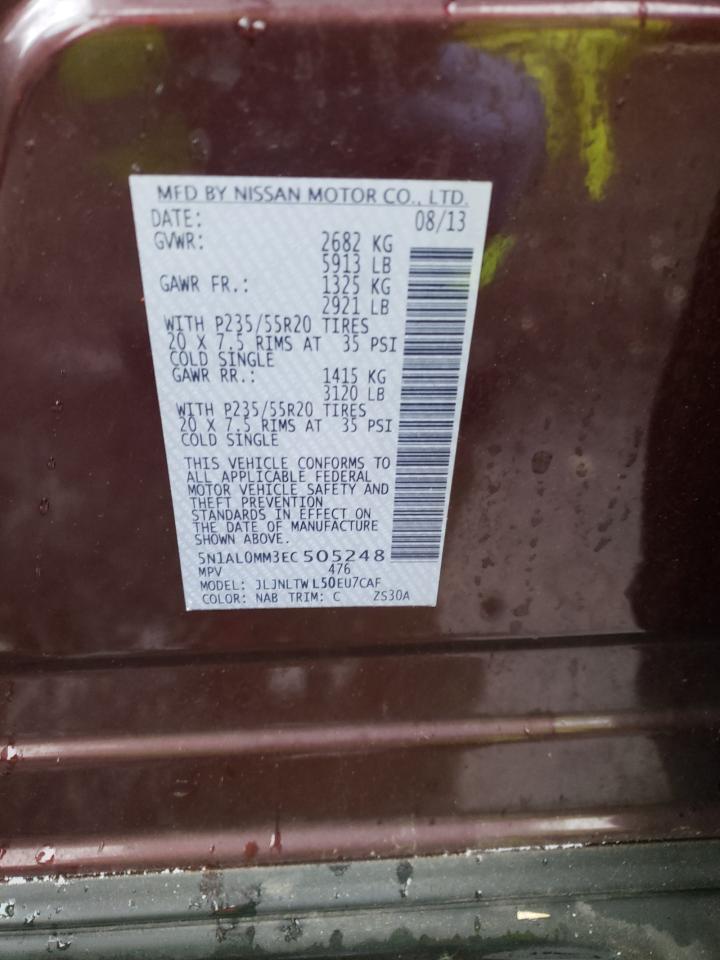 MFD BY NISSAN MOTOR CO., LTD.
DATE: 08/13
GVWR: 2682 KG
5913 LB
GAWR FR.: 1325 KG
2921 LB
WITH P235/55R20 TIRES
20 X 7.5 RIMS AT 35 PSI
COLD SINGLE
GAWR RR.: 1415 KG
3120 LB
WITH P235/55R20 TIRES
20 X 7.5 RIMS AT 35 PSI
COLD SINGLE
THIS VEHICLE CONFORMS TO
ALL APPLICABLE FEDERAL
MOTOR VEHICLE SAFETY AND
THEFT PREVENTION
STANDARDS IN EFFECT ON
THE DATE OF MANUFACTURE
SHOWN ABOVE.
5N1AL0MM3EC 505248
MPV 476
MODEL: JLJNLTW L50EU7CAF
COLOR: NAB TRIM: C ZS30A